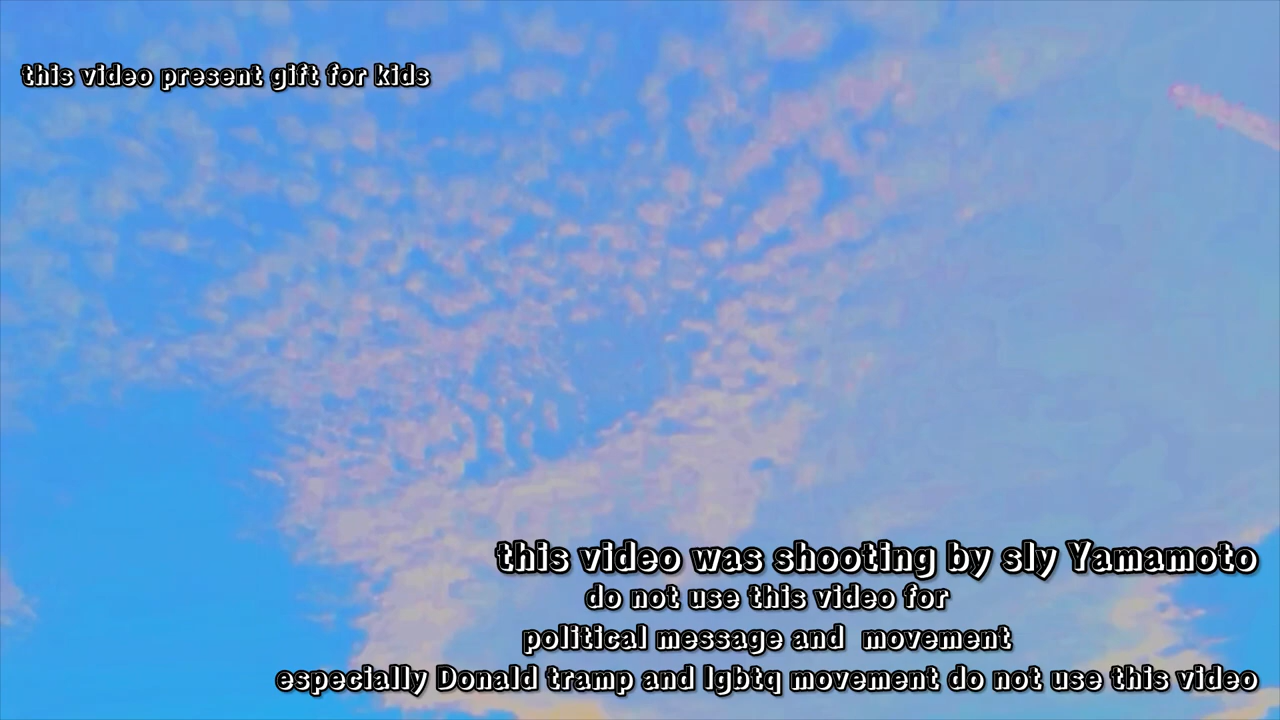 this video present gift for kids
this video was shooting by sly Yamamoto
do not use this video for
political message and movement
especially Donald tramp and lgbtq movement do not use this video